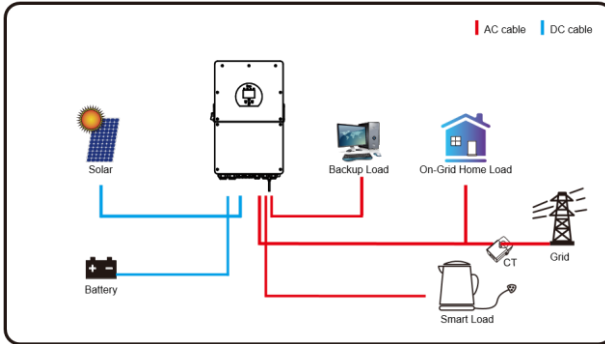 AC cable
DC cable
Solar
Backup Load
On-Grid Home Load
CT
Grid
Battery
Smart Load